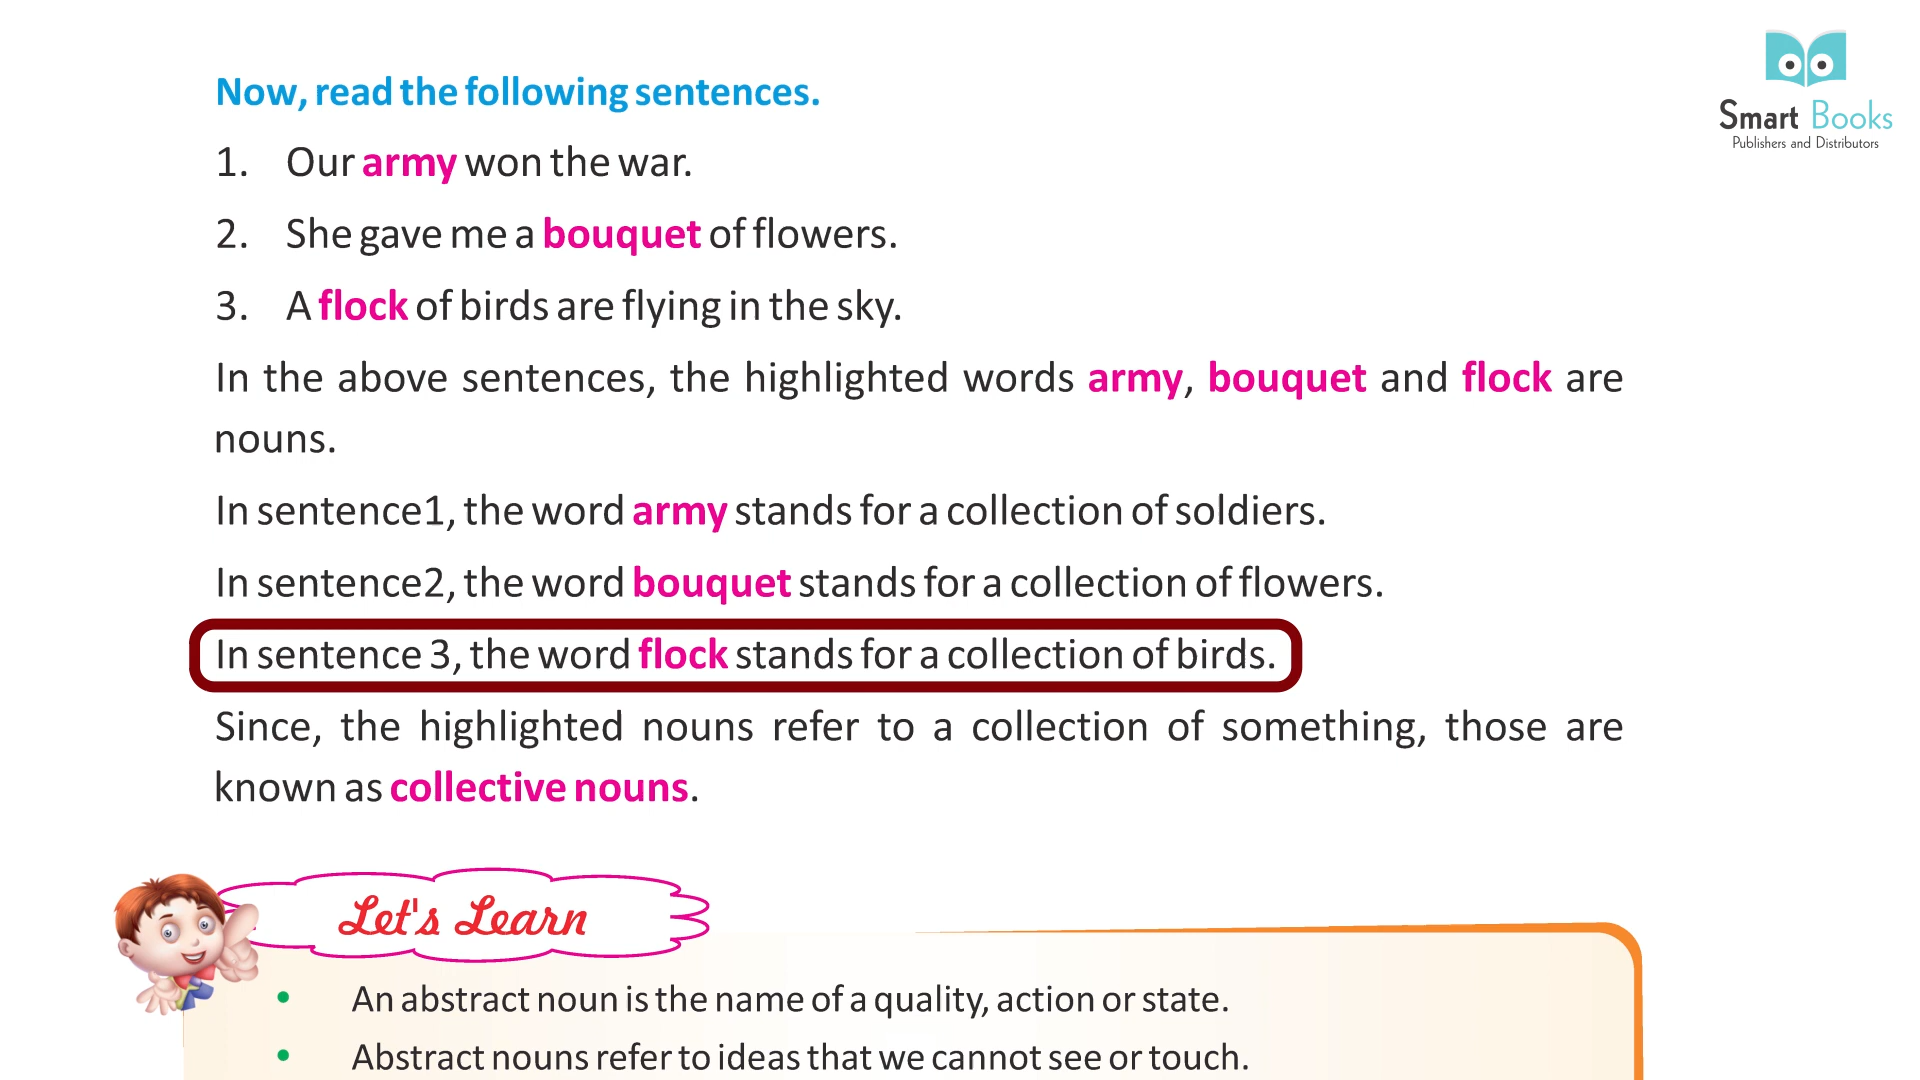 Smart Books
Publishers and Distributors
Now, read the following sentences.
1. Our army won the war.
2. She gave me a bouquet of flowers.
3. A flock of birds are flying in the sky.
In the above sentences, the highlighted words army, bouquet and flock are
nouns.
In sentence1, the word army stands for a collection of soldiers.
In sentence2, the word bouquet stands for a collection of flowers.
In sentence 3, the word flock stands for a collection of birds.
Since, the highlighted nouns refer to a collection of something, those are
known as collective nouns.
Let's Learn
• An abstract noun is the name of a quality, action or state.
• Abstract nouns refer to ideas that we cannot see or touch.